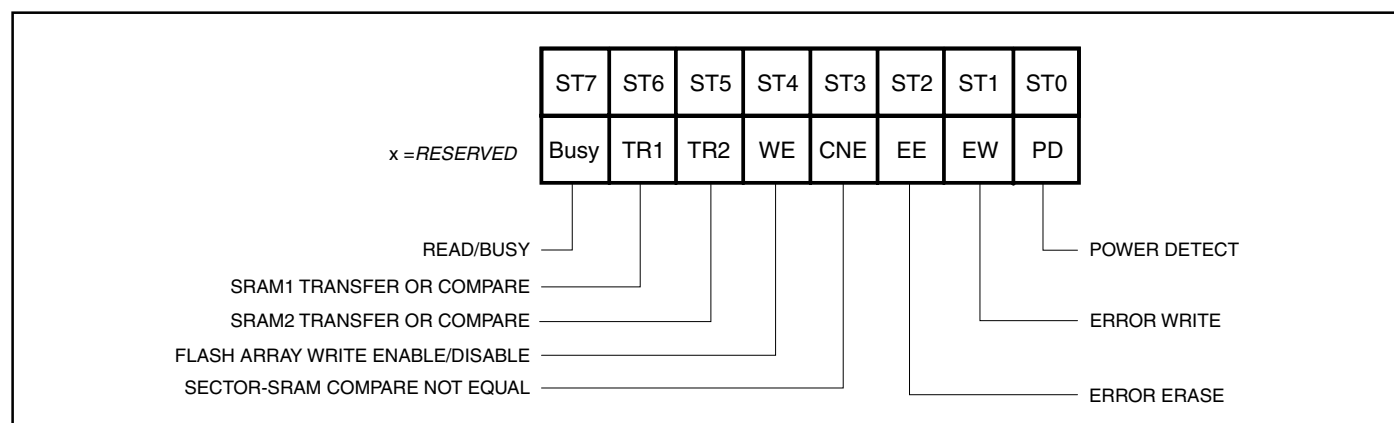 ST7 ST6 ST5 ST4 ST3 ST2 ST1 ST0
x =RESERVED Busy TR1 TR2 WE CNE EE EW PD
READ/BUSY POWER DETECT
SRAM1 TRANSFER OR COMPARE
SRAM2 TRANSFER OR COMPARE ERROR WRITE
FLASH ARRAY WRITE ENABLE/DISABLE
SECTOR-SRAM COMPARE NOT EQUAL ERROR ERASE